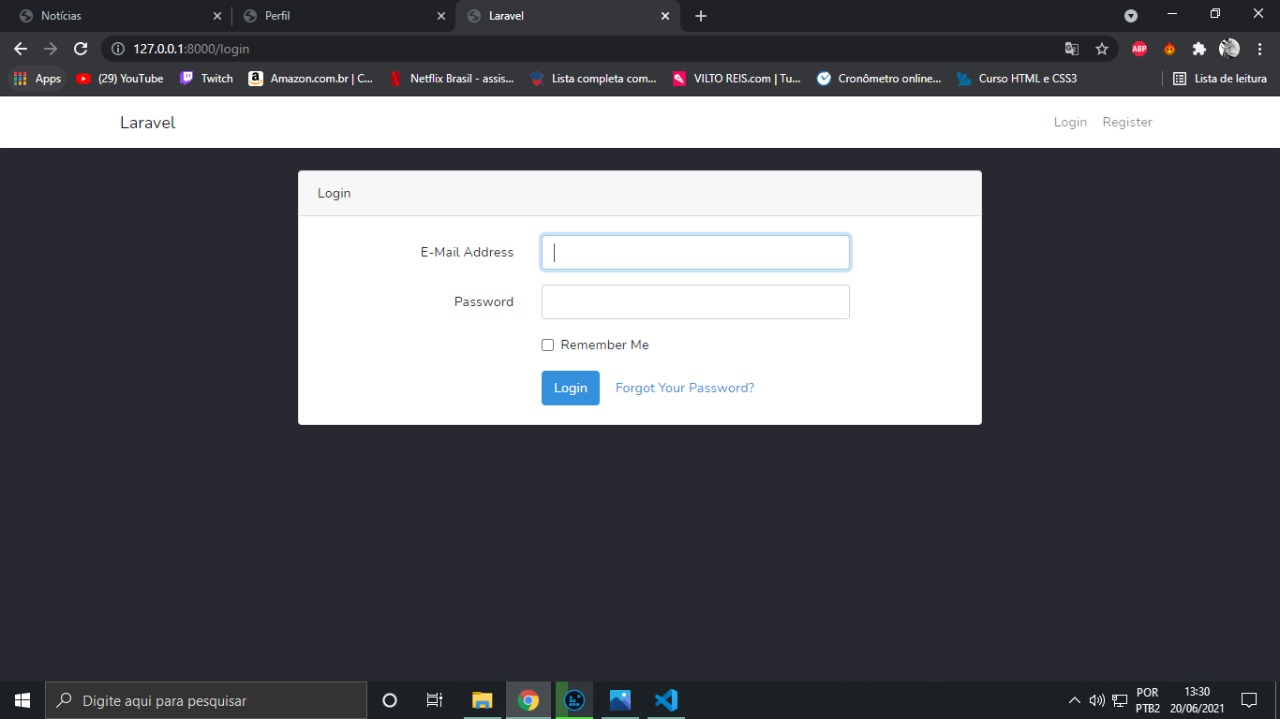 Notícias
Perfil
Laravel
127.0.0.1:8000/login
ABP
Apps
(29) YouTube
Twitch
Amazon.com.br | C...
Netflix Brasil - assis...
Lista completa com...
VILTO REIS.com | Tu...
Cronômetro online...
Curso HTML e CSS3
Lista de leitura
Laravel
Login
Register
Login
E-Mail Address
Password
Remember Me
Login
Forgot Your Password?
Digite aqui para pesquisar
POR
PTB2
13:30
20/06/2021